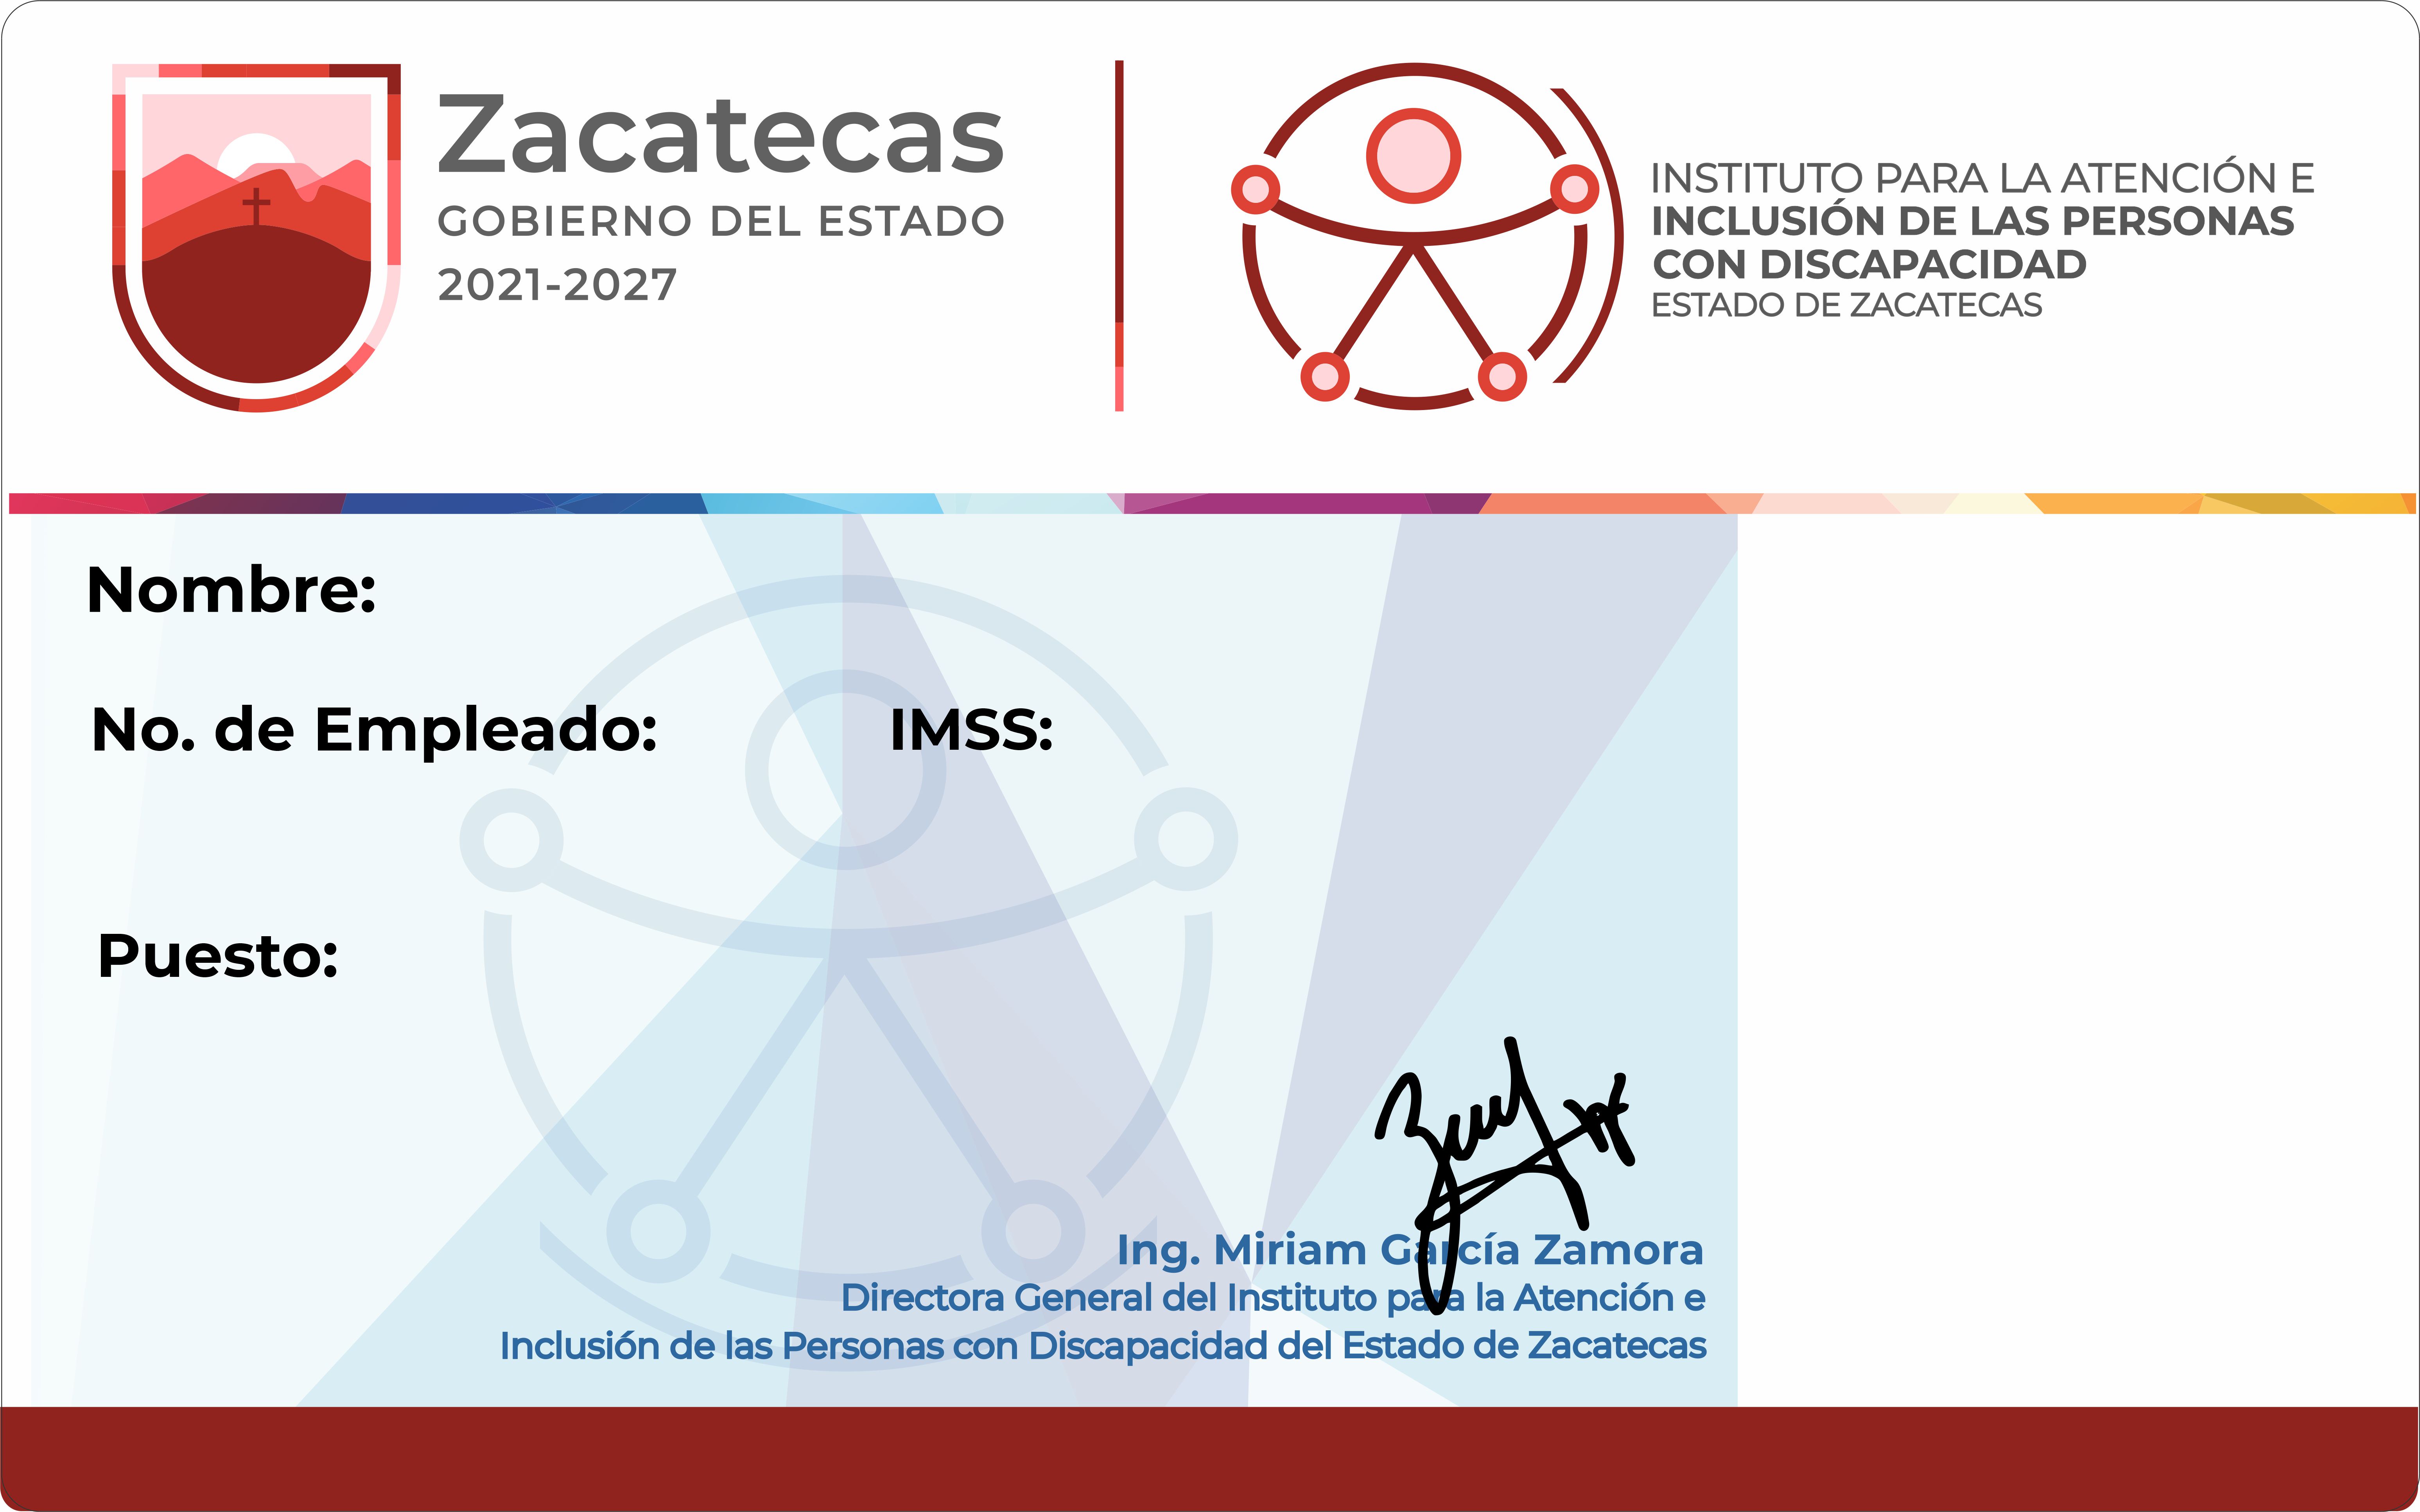 Zacatecas
GOBIERNO DEL ESTADO
2021-2027
INSTITUTO PARA LA ATENCIÓN E
INCLUSIÓN DE LAS PERSONAS
CON DISCAPACIDAD
ESTADO DE ZACATECAS
Nombre:
No. de Empleado: IMSS:
Puesto:
Ing. Miriam García Zamora
Directora General del Instituto para la Atención e
Inclusión de las Personas con Discapacidad del Estado de Zacatecas